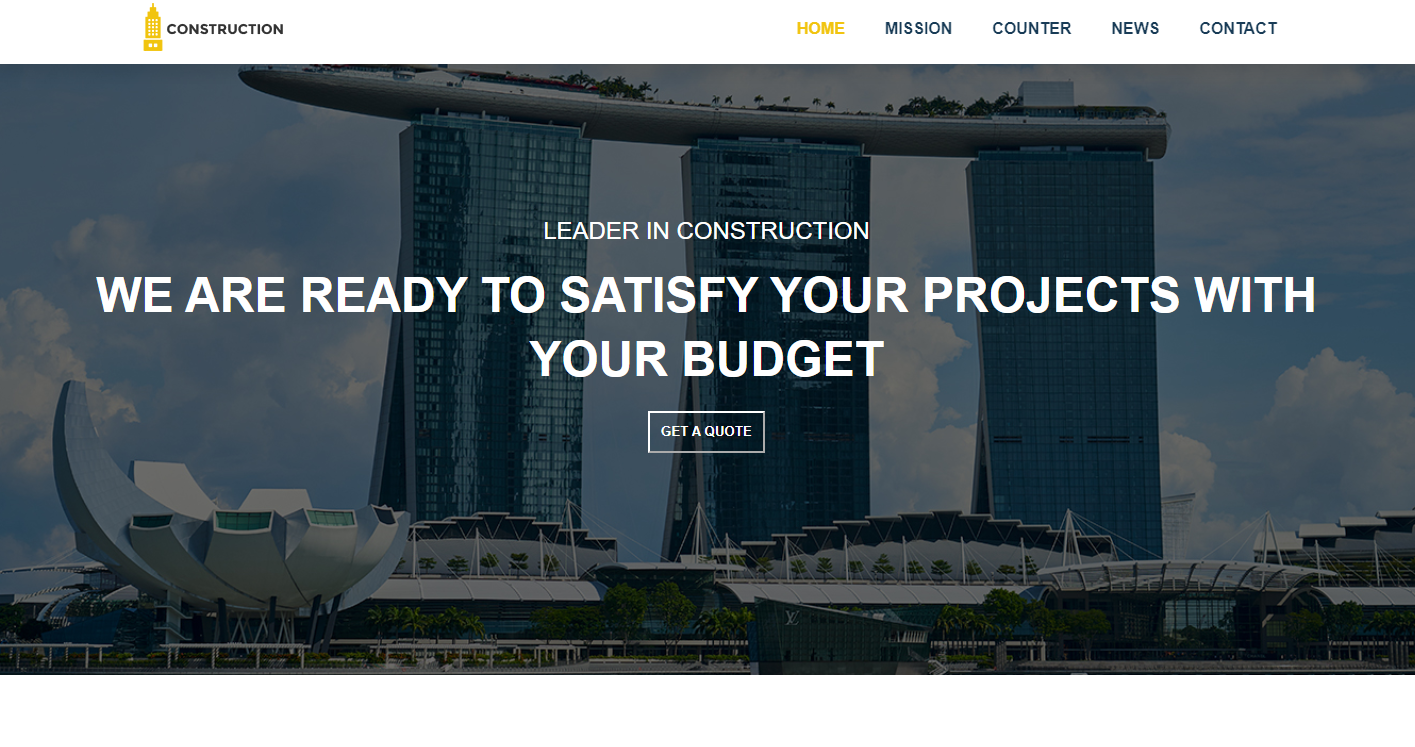 CONSTRUCTION
HOME MISSION COUNTER NEWS CONTACT
LEADER IN CONSTRUCTION
WE ARE READY TO SATISFY YOUR PROJECTS WITH
YOUR BUDGET
GET A QUOTE
LV